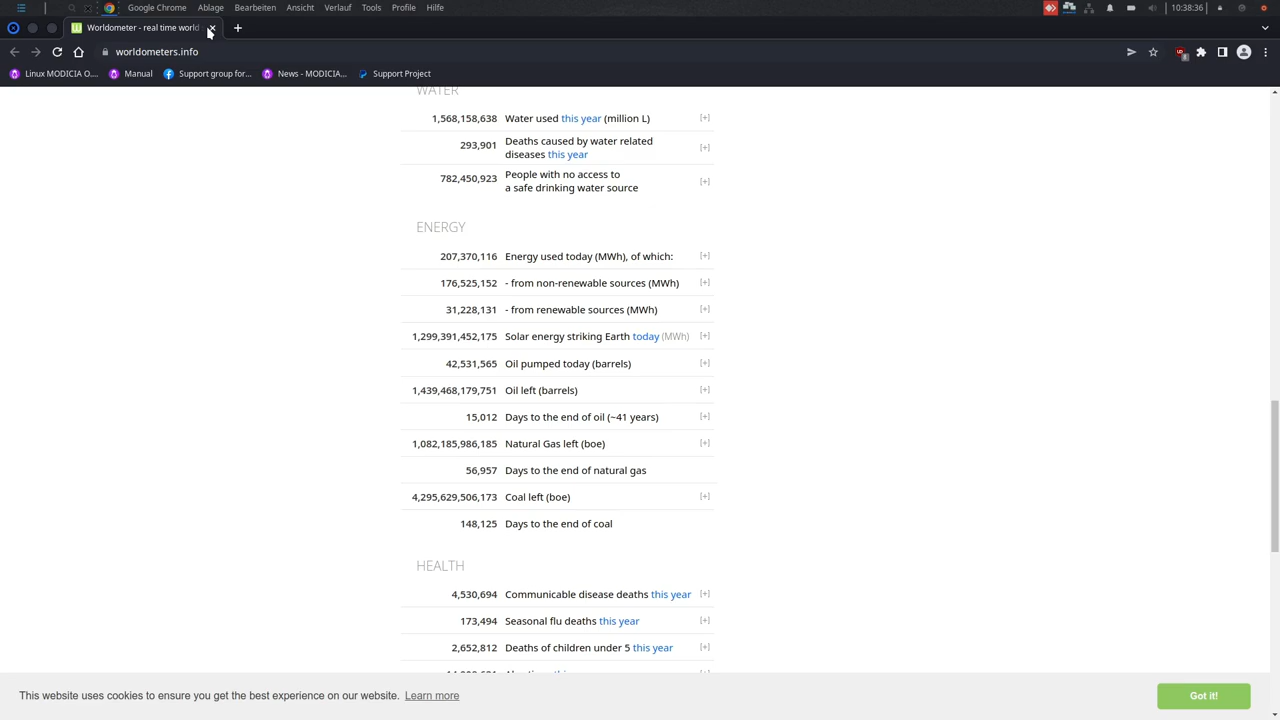 Google Chrome Ablage Bearbeiten Ansicht Verlauf Tools Profile Hilfe 10:38:36
Worldometer - real time world
worldometers.info
Linux MODICIA O.... Manual Support group for... News - MODICIA... Support Project
WATER
1,568,158,638 Water used this year (million L) [+]
293,901 Deaths caused by water related
diseases this year [+]
782,450,923 People with no access to
a safe drinking water source [+]
ENERGY
207,370,116 Energy used today (MWh), of which: [+]
176,525,152 - from non-renewable sources (MWh) [+]
31,228,131 - from renewable sources (MWh) [+]
1,299,391,452,175 Solar energy striking Earth today (MWh) [+]
42,531,565 Oil pumped today (barrels) [+]
1,439,468,179,751 Oil left (barrels) [+]
15,012 Days to the end of oil (~41 years) [+]
1,082,185,986,185 Natural Gas left (boe) [+]
56,957 Days to the end of natural gas
4,295,629,506,173 Coal left (boe) [+]
148,125 Days to the end of coal
HEALTH
4,530,694 Communicable disease deaths this year [+]
173,494 Seasonal flu deaths this year [+]
2,652,812 Deaths of children under 5 this year [+]
This website uses cookies to ensure you get the best experience on our website. Learn more
Got it!